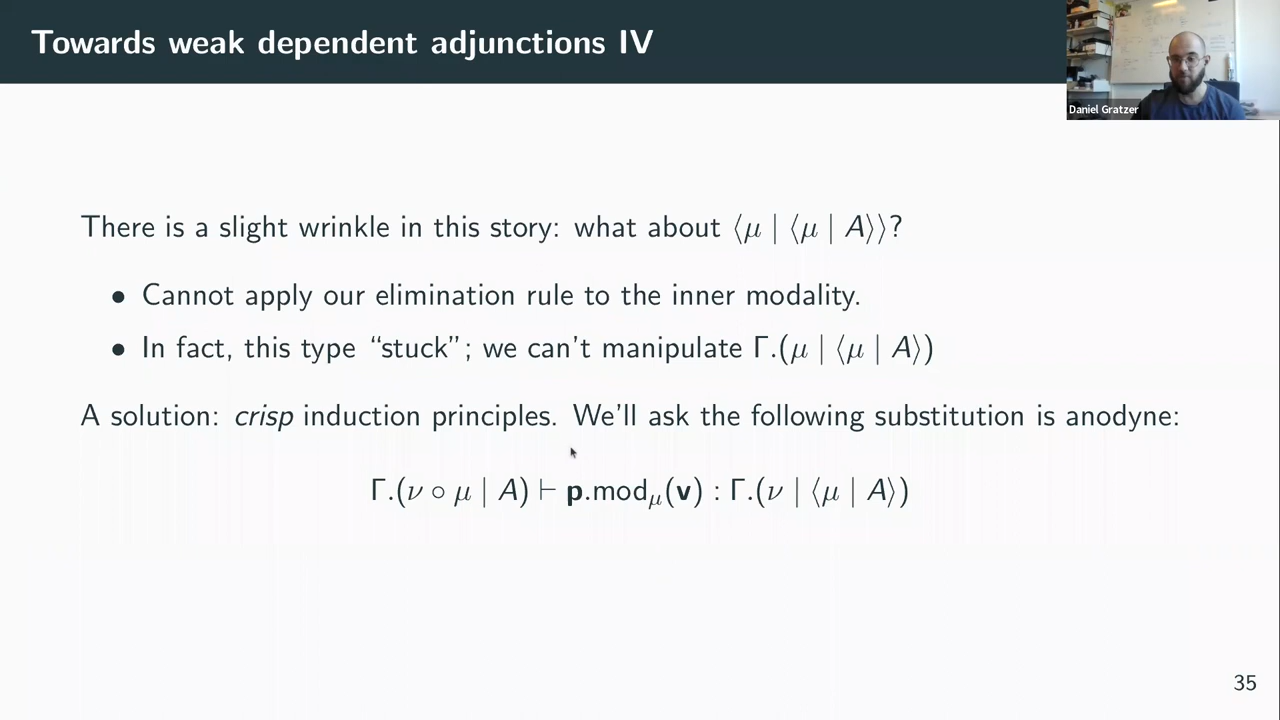 Towards weak dependent adjunctions IV
Daniel Gratzer
There is a slight wrinkle in this story: what about ⟨μ | ⟨μ | A⟩⟩?
• Cannot apply our elimination rule to the inner modality.
• In fact, this type “stuck”; we can’t manipulate Γ.(μ | ⟨μ | A⟩)
A solution: crisp induction principles. We’ll ask the following substitution is anodyne:
Γ.(ν ∘ μ | A) ⊢ p.modμ(v) : Γ.(ν | ⟨μ | A⟩)
35